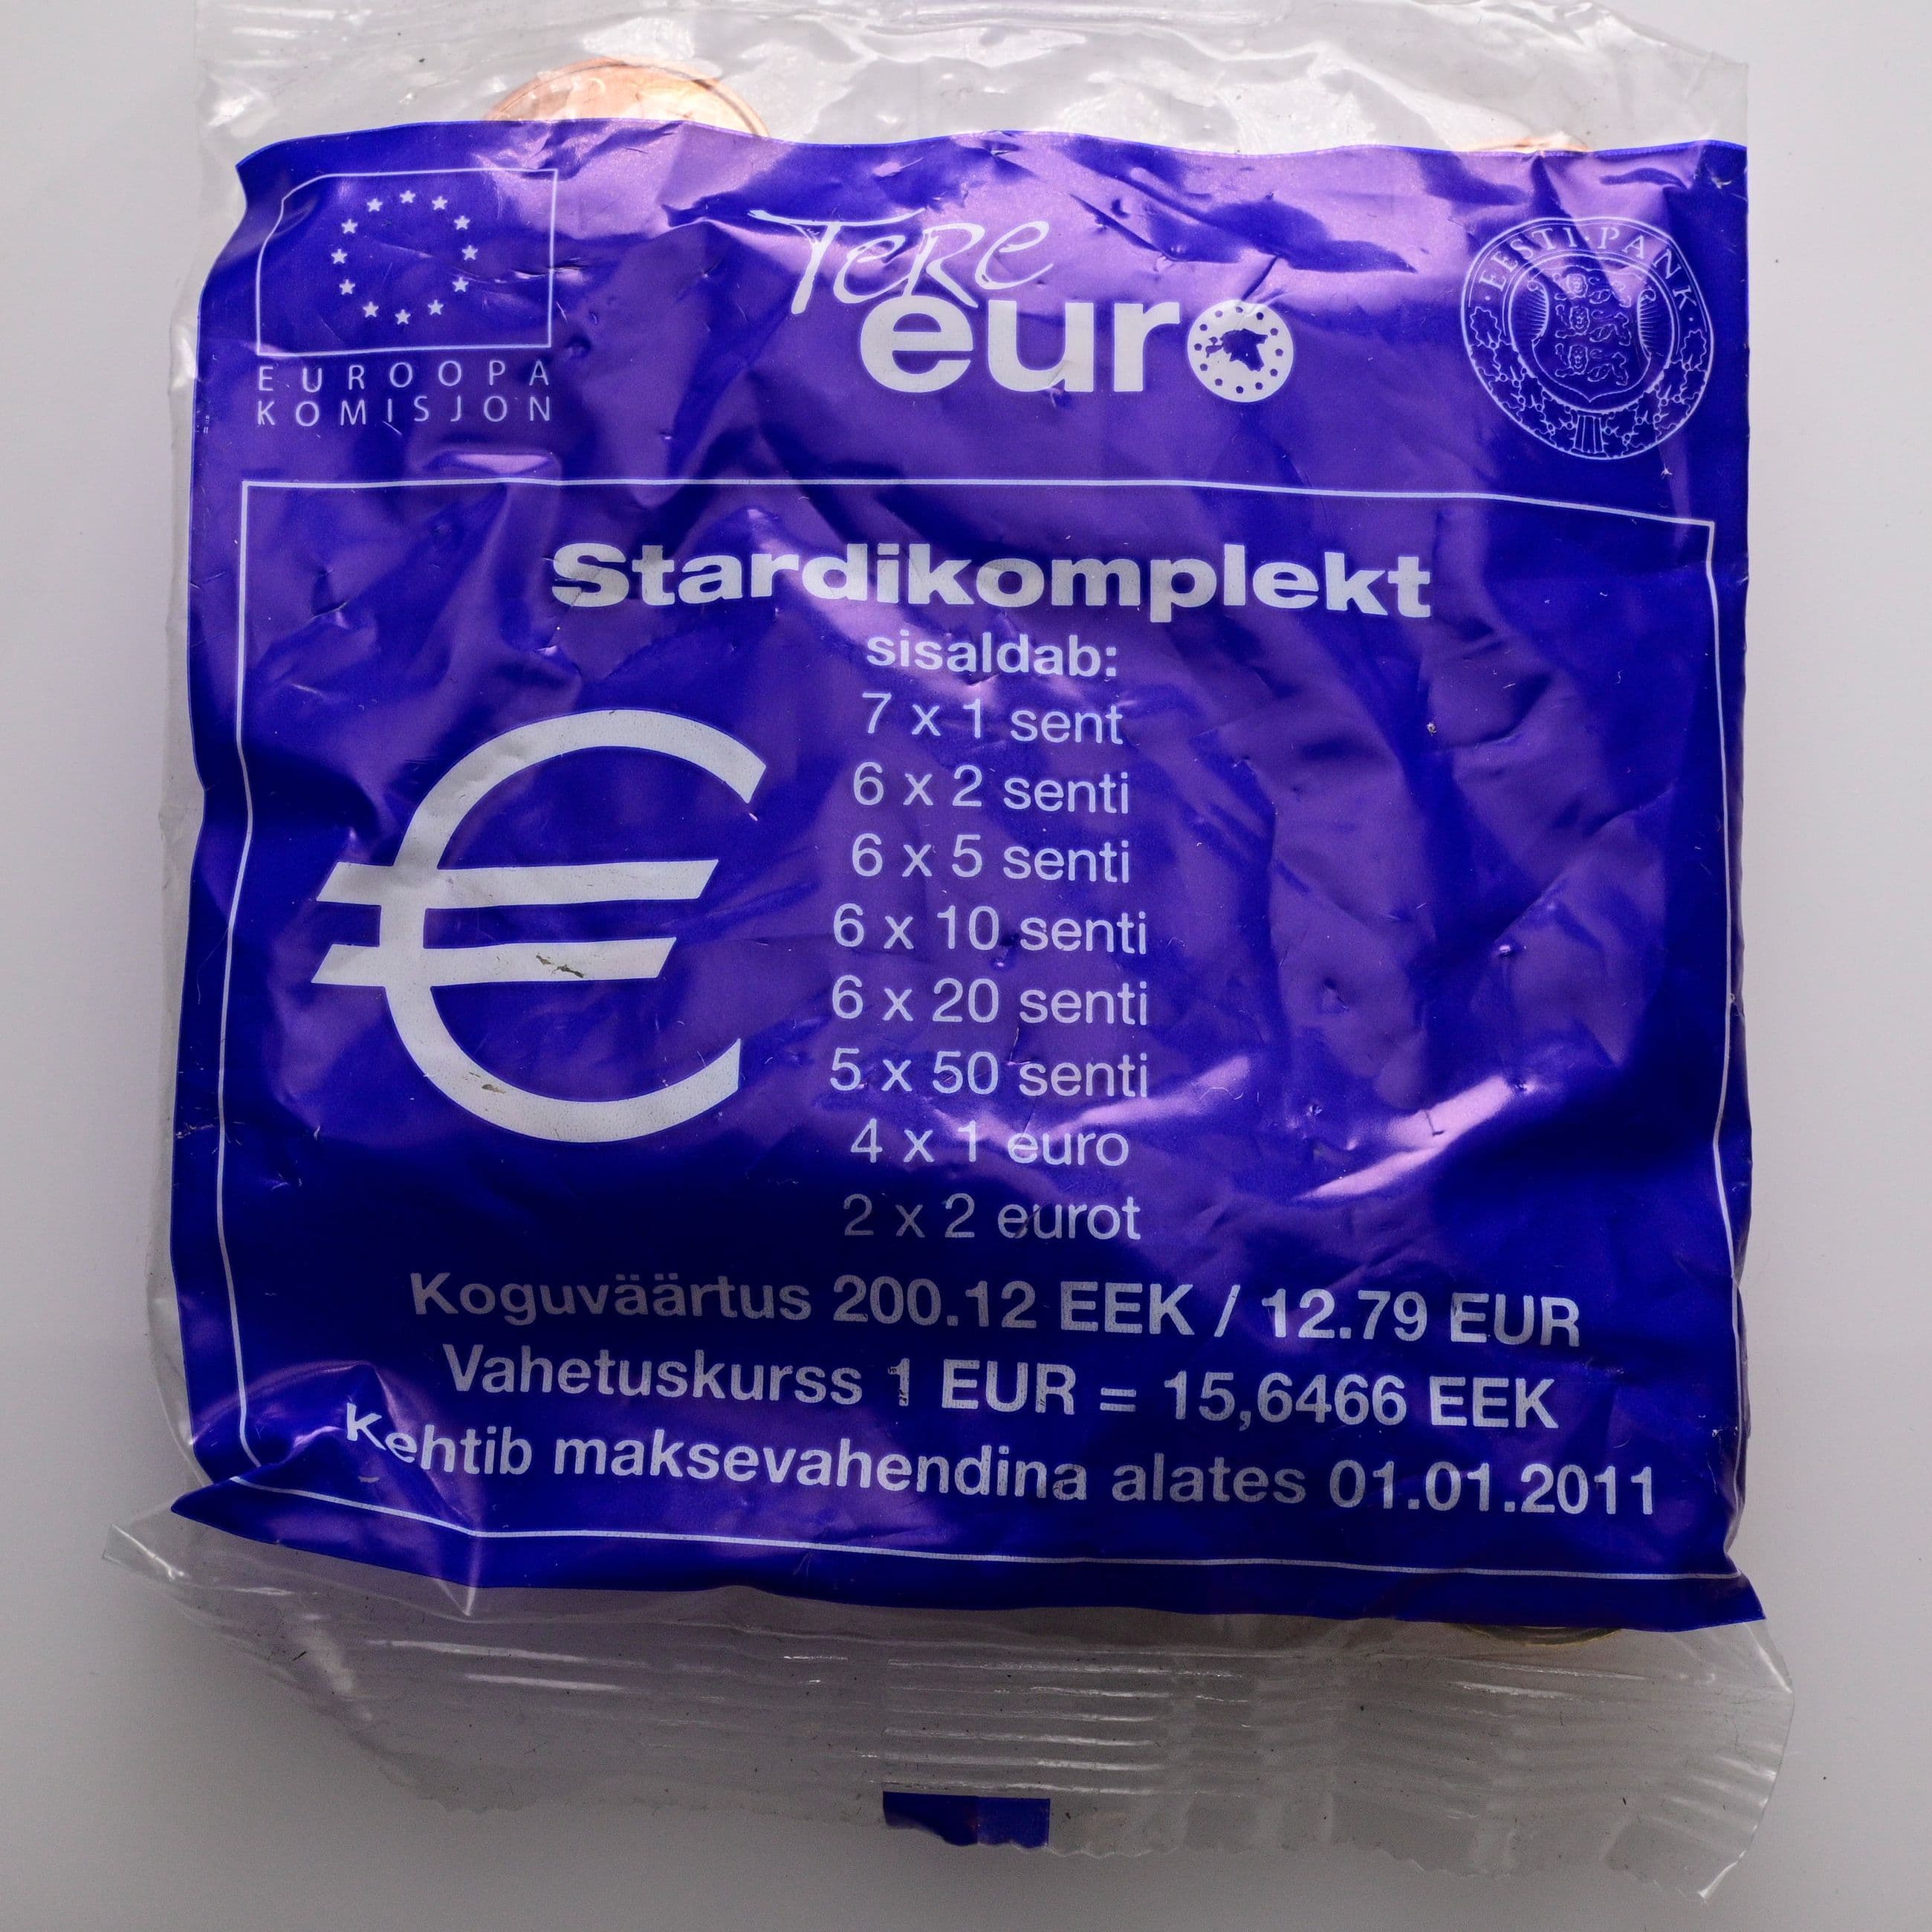 EUROOPA
KOMISJON
Tere
euro
· EESTI PANK ·
Stardikomplekt
sisaldab:
7 x 1 sent
6 x 2 senti
6 x 5 senti
6 x 10 senti
6 x 20 senti
5 x 50 senti
4 x 1 euro
2 x 2 eurot
€
Koguväärtus 200.12 EEK / 12.79 EUR
Vahetuskurss 1 EUR = 15,6466 EEK
Kehtib maksevahendina alates 01.01.2011